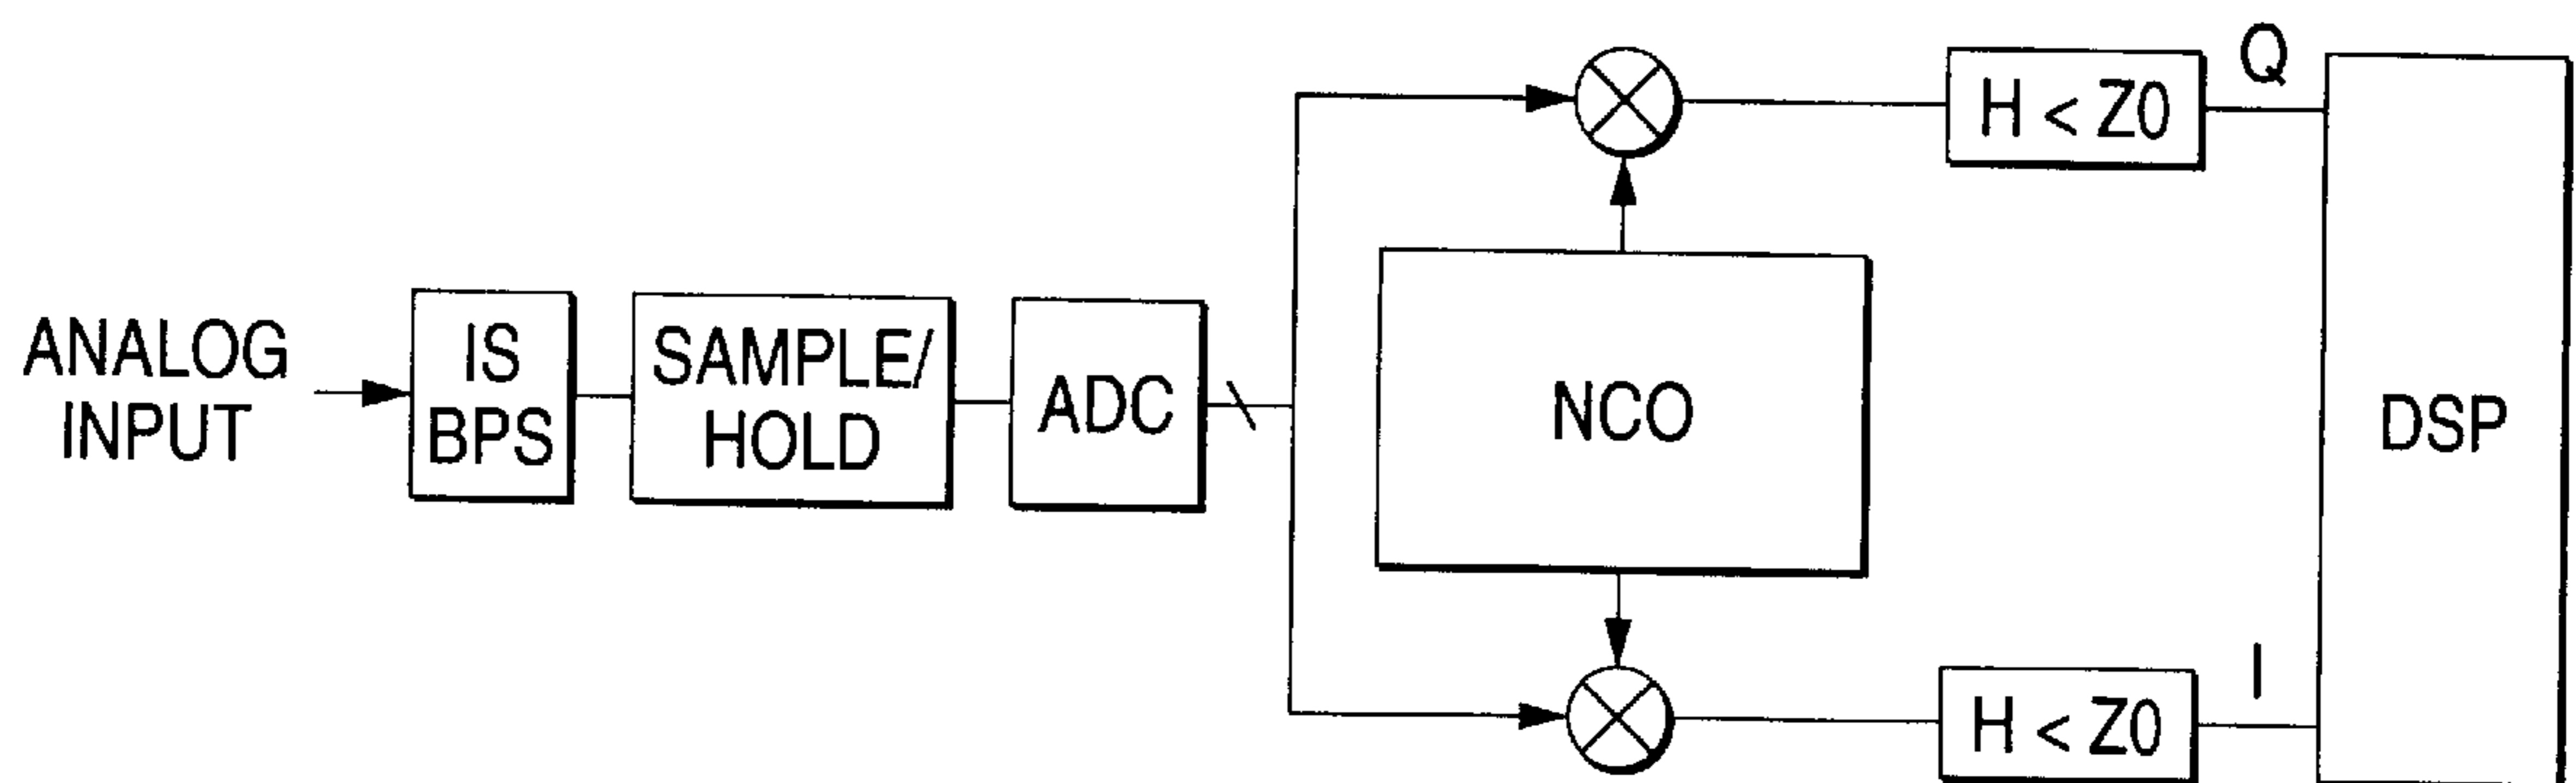 ANALOG
INPUT
IS
BPS
SAMPLE/
HOLD
ADC
NCO
H < Z0
Q
H < Z0
I
DSP